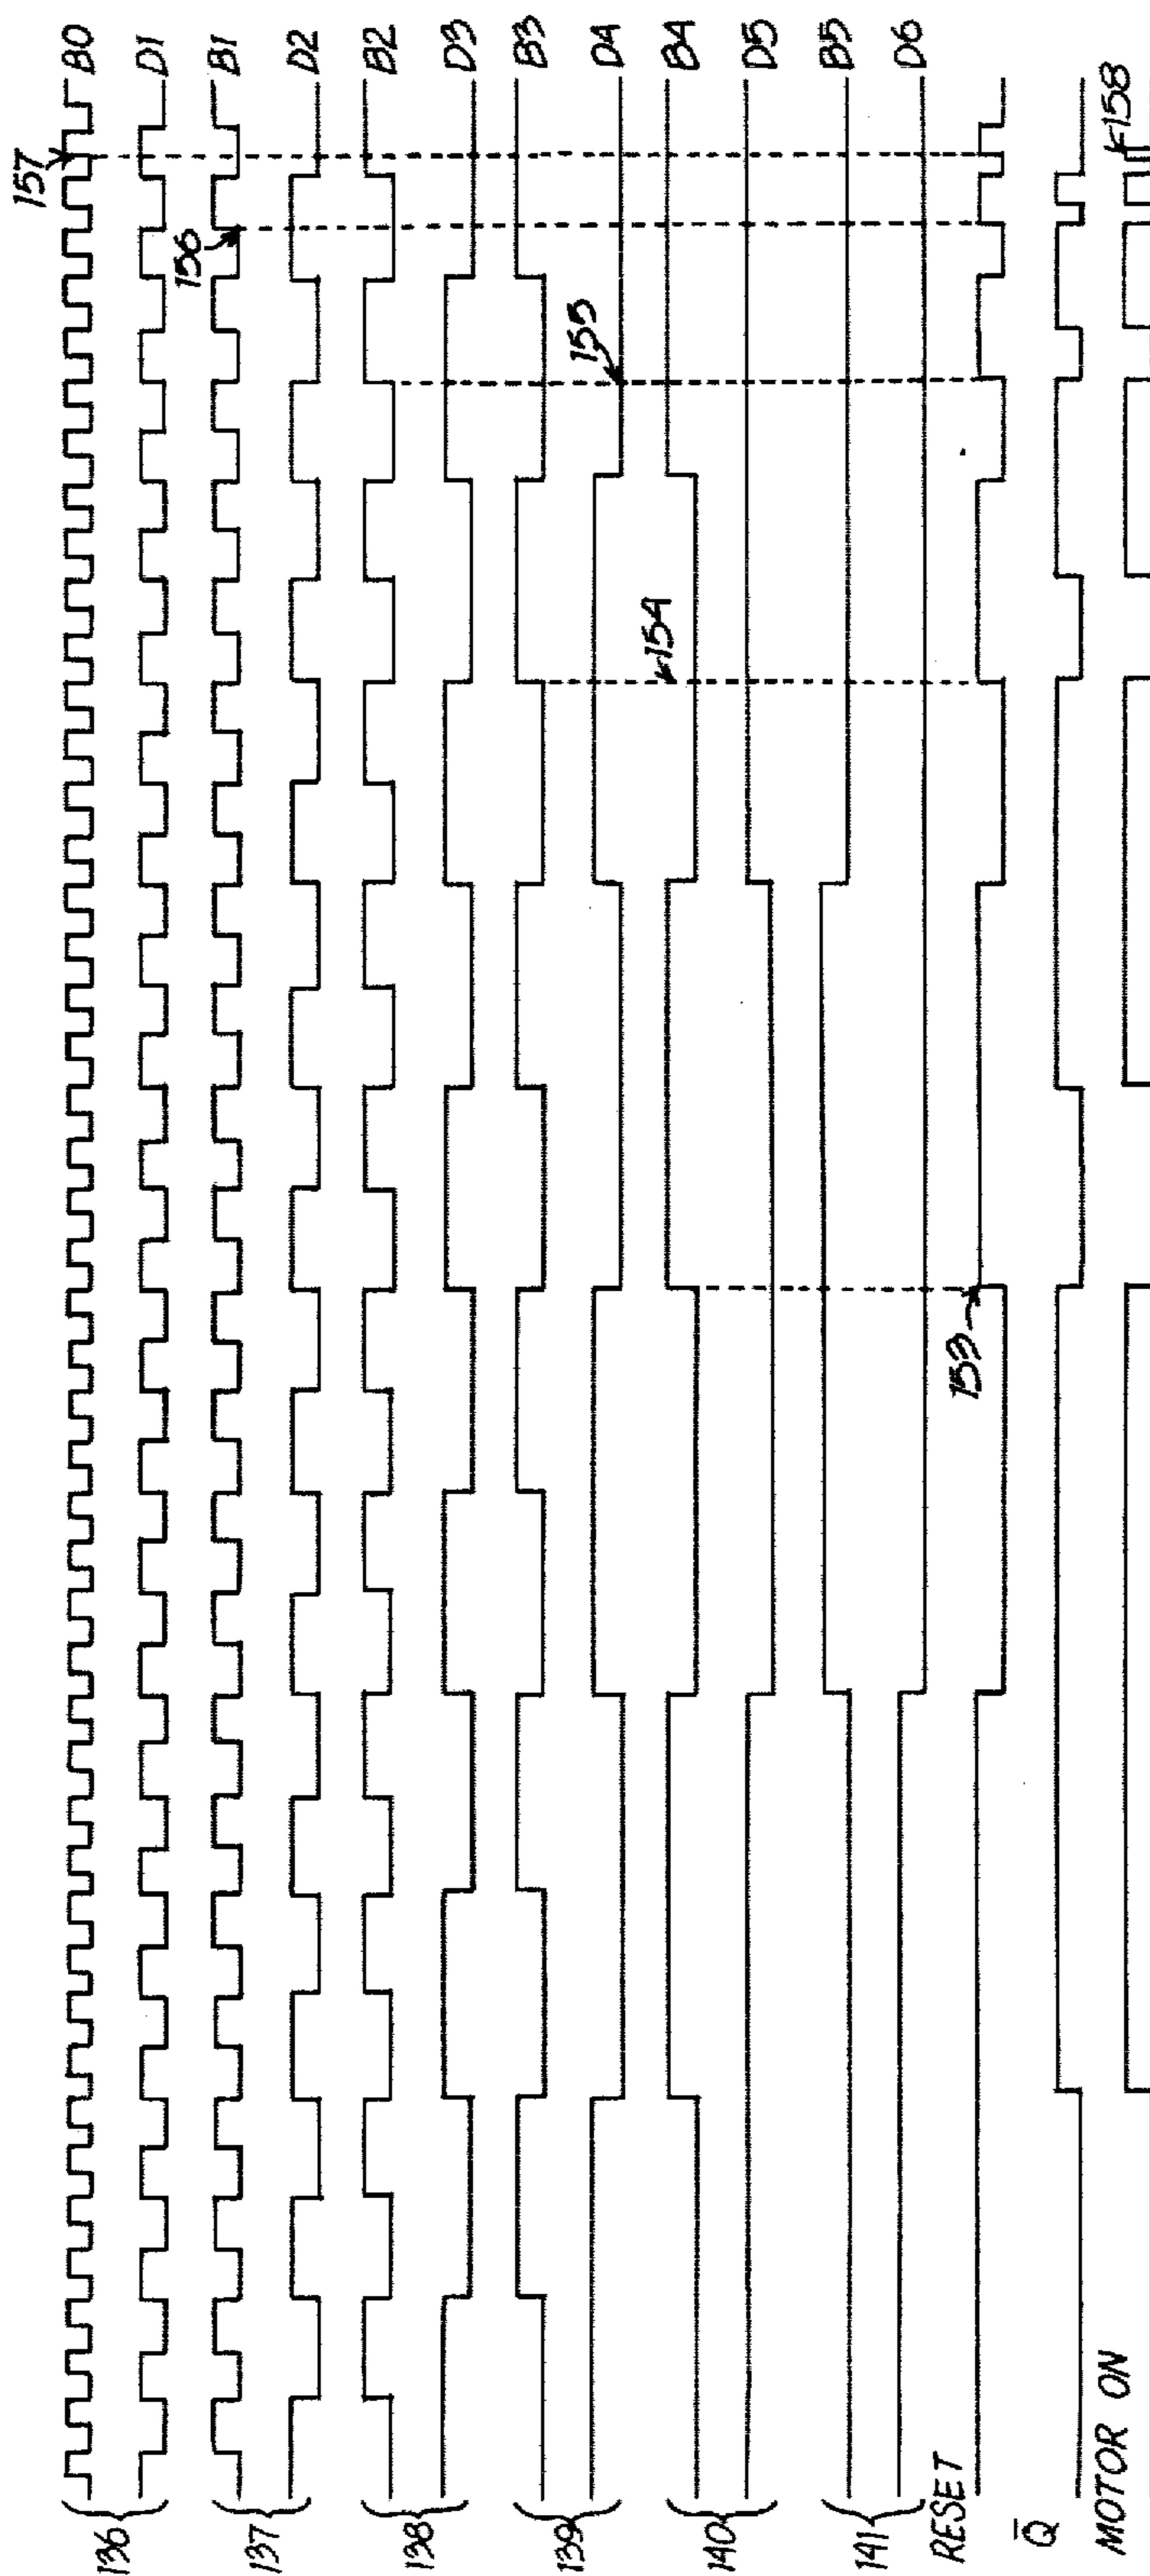 B0
D1
B1
D2
B2
D3
B3
D4
B4
D5
B5
D6
157
156
155
154
153
158
136
137
138
139
140
141
RESET
Q̄
MOTOR ON